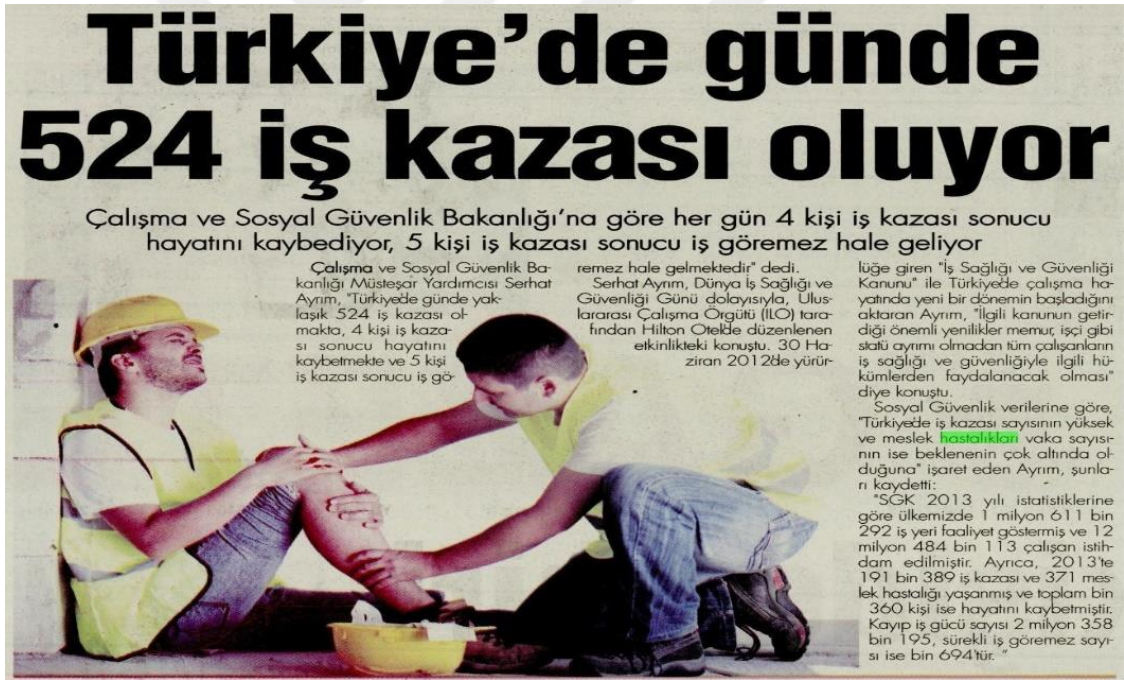 Türkiye'de günde
524 iş kazası oluyor
Çalışma ve Sosyal Güvenlik Bakanlığı'na göre her gün 4 kişi iş kazası sonucu
hayatını kaybediyor, 5 kişi iş kazası sonucu iş göremez hale geliyor
Çalışma ve Sosyal Güvenlik Ba-
kanlığı Müsteşar Yardımcısı Serhat
Ayrım, "Türkiye'de günde yak-
laşık 524 iş kazası ol-
makta, 4 kişi iş kaza-
sı sonucu hayatını
kaybetmekte ve 5 kişi
iş kazası sonucu iş gö-
remez hale gelmektedir" dedi.
Serhat Ayrım, Dünya İş Sağlığı ve
Güvenliği Günü dolayısıyla, Ulus-
lararası Çalışma Örgütü (ILO) tara-
fından Hilton Otel'de düzenlenen
etkinlikteki konuştu. 30 Ha-
ziran 2012'de yürür-
lüğe giren "İş Sağlığı ve Güvenliği
Kanunu" ile Türkiye'de çalışma ha-
yatında yeni bir dönemin başladığını
aktaran Ayrım, "İlgili kanunun getir-
diği önemli yenilikler memur, işçi gibi
statü ayrımı olmadan tüm çalışanların
iş sağlığı ve güvenliğiyle ilgili hü-
kümlerden faydalanacak olması"
diye konuştu.
Sosyal Güvenlik verilerine göre,
"Türkiye'de iş kazası sayısının yüksek
ve meslek hastalıkları vaka sayısı-
nın ise beklenenin çok altında ol-
duğuna" işaret eden Ayrım, şunla-
rı kaydetti:
"SGK 2013 yılı istatistiklerine
göre ülkemizde 1 milyon 611 bin
292 iş yeri faaliyet göstermiş ve 12
milyon 484 bin 113 çalışan istih-
dam edilmiştir. Ayrıca, 2013'te
191 bin 389 iş kazası ve 371 mes-
lek hastalığı yaşanmış ve toplam bin
360 kişi ise hayatını kaybetmiştir.
Kayıp iş gücü sayısı 2 milyon 358
bin 195, sürekli iş göremez sayı-
sı ise bin 694'tür. "